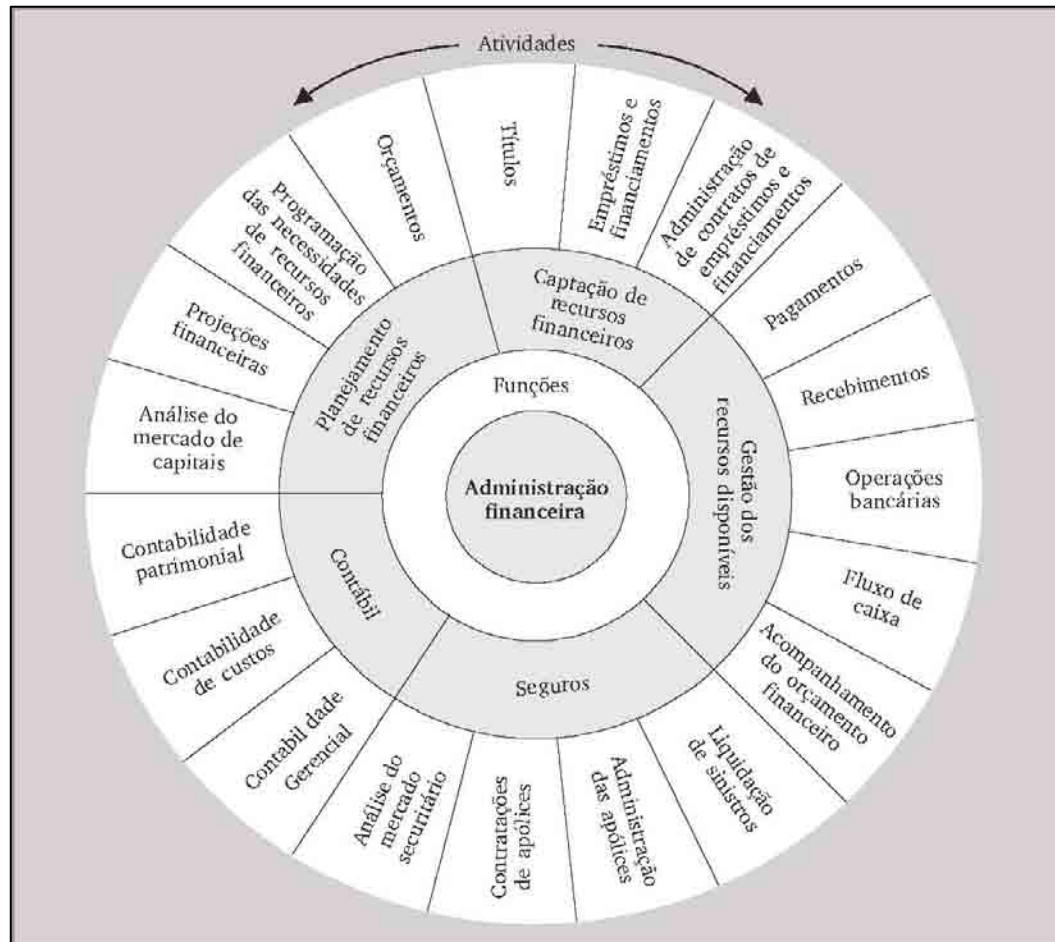 Atividades
Títulos
Empréstimos e
financiamentos
Administração
de contratos de
empréstimos e
financiamentos
Pagamentos
Recebimentos
Operações
bancárias
Fluxo de
caixa
Acompanhamento
do orçamento
financeiro
Liquidação
de sinistros
Administração
das apólices
Contratações
de apólices
Análise do
mercado
securitário
Contabil dade
Gerencial
Contabilidade
de custos
Contabilidade
patrimonial
Análise do
mercado de
capitais
Projeções
financeiras
Programação
das necessidades
de recursos
financeiros
Orçamentos
Captação de
recursos
financeiros
Gestão dos
recursos disponíveis
Seguros
Contábil
Planejamento
de recursos
financeiros
Funções
Administração
financeira